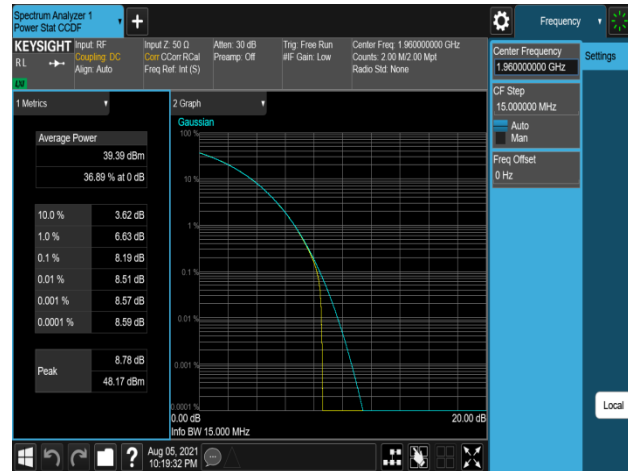 Spectrum Analyzer 1
Power Stat CCDF
Frequency
KEYSIGHT
RL
LXI
Input: RF
Coupling: DC
Align: Auto
Input Z: 50 Ω
Corr CCorr RCal
Freq Ref: Int (S)
Atten: 30 dB
Preamp: Off
Trig: Free Run
#IF Gain: Low
Center Freq: 1.960000000 GHz
Counts: 2.00 M/2.00 Mpt
Radio Std: None
Center Frequency
1.960000000 GHz
Settings
CF Step
15.000000 MHz
Auto
Man
Freq Offset
0 Hz
1 Metrics
Average Power
39.39 dBm
36.89 % at 0 dB
10.0 % 3.62 dB
1.0 % 6.63 dB
0.1 % 8.19 dB
0.01 % 8.51 dB
0.001 % 8.57 dB
0.0001 % 8.59 dB
Peak
8.78 dB
48.17 dBm
2 Graph
Gaussian
100 %
10 %
1 %
0.1 %
0.01 %
0.001 %
0.0001 %
0.00 dB 20.00 dB
Info BW 15.000 MHz
Local
?
Aug 05, 2021
10:19:32 PM